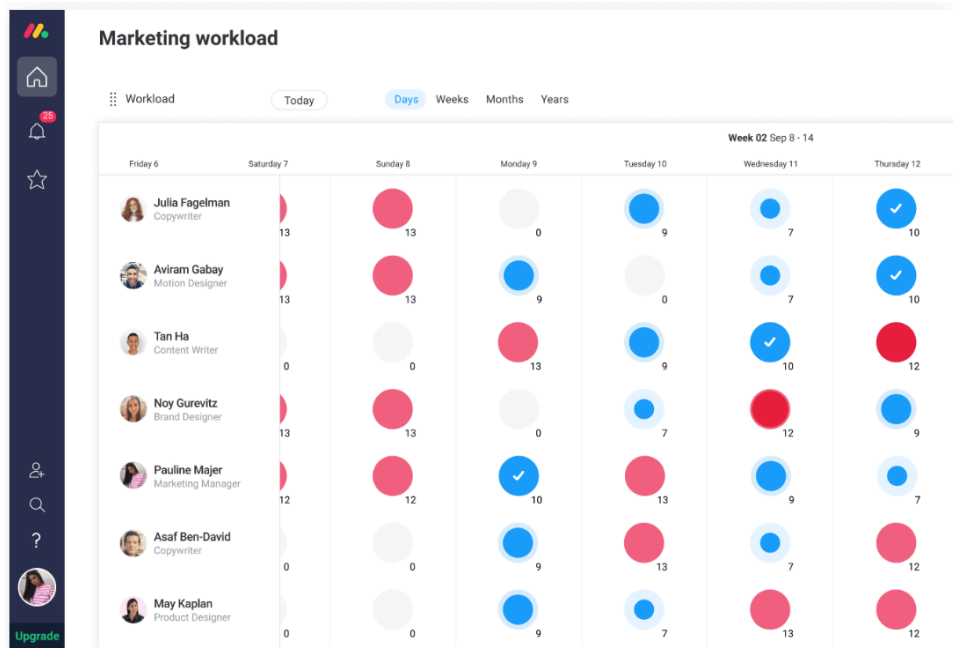 Marketing workload
25
Workload Today Days Weeks Months Years
Week 02 Sep 8 - 14
Friday 6 Saturday 7 Sunday 8 Monday 9 Tuesday 10 Wednesday 11 Thursday 12
Julia Fagelman
Copywriter
13 13 0 9 7 10
Aviram Gabay
Motion Designer
13 13 9 0 7 10
Tan Ha
Content Writer
0 0 13 9 10 12
Noy Gurevitz
Brand Designer
13 13 0 7 12 9
Pauline Majer
Marketing Manager
12 12 10 13 9 7
Asaf Ben-David
Copywriter
0 0 9 13 7 12
May Kaplan
Product Designer
0 0 9 7 13 12
?
Upgrade